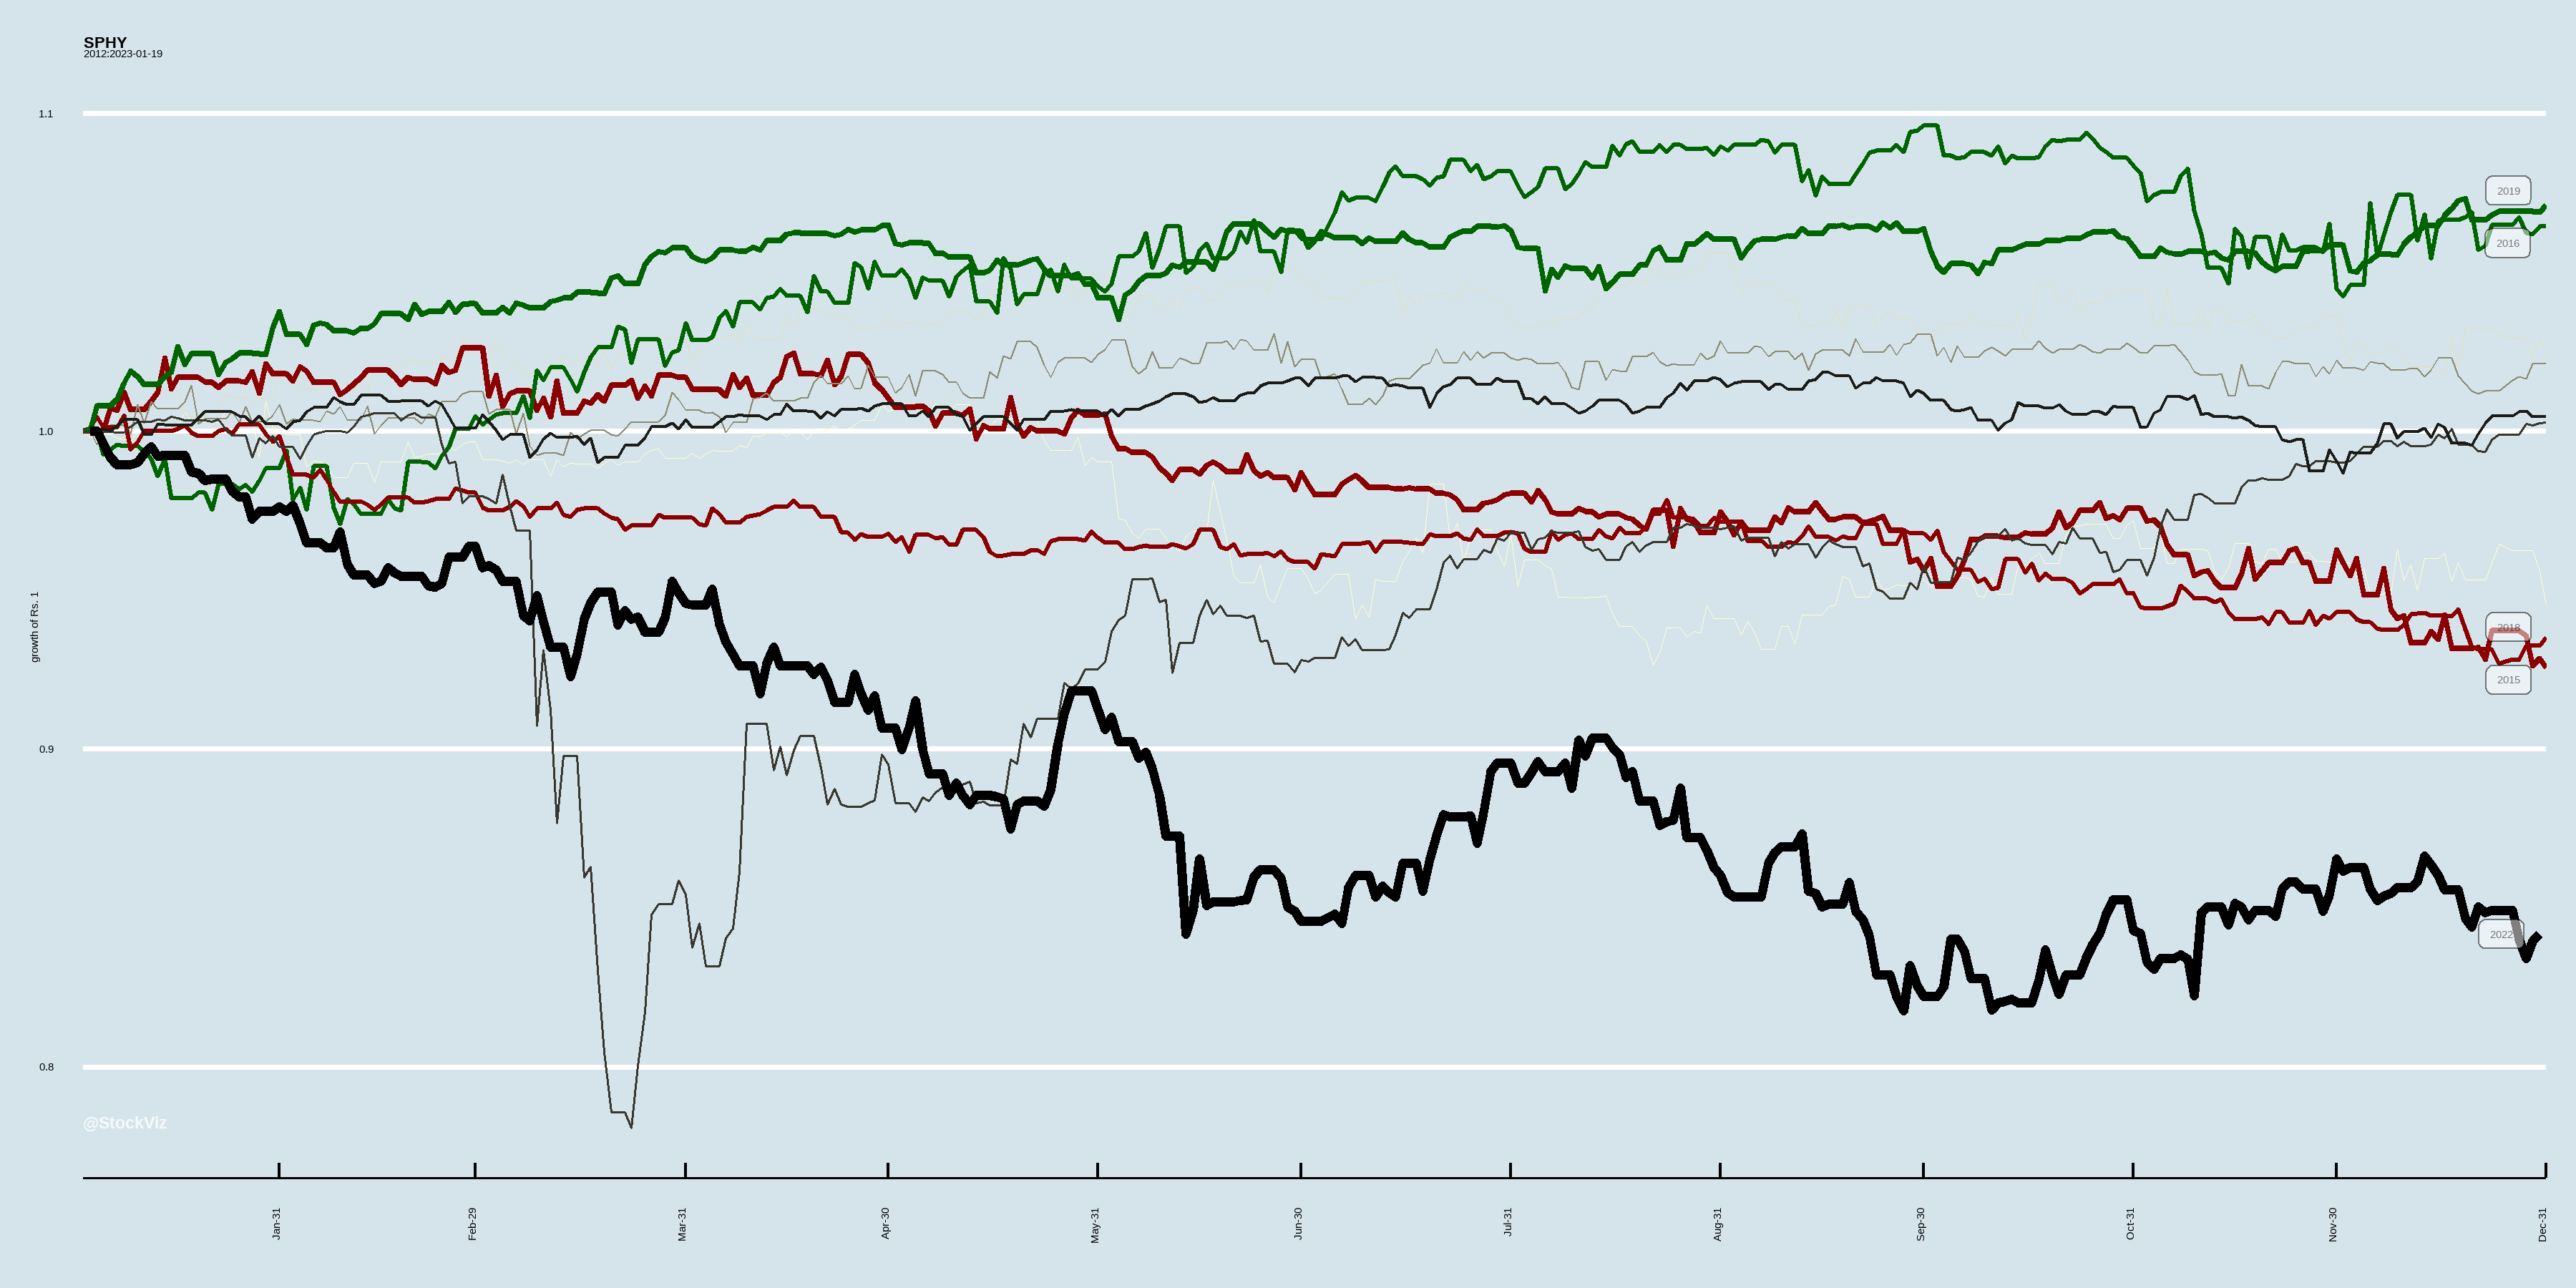 SPHY
2012:2023-01-19
1.1
1.0
0.9
0.8
growth of Rs. 1
2019
2016
2018
2015
2022
@StockViz
Jan-31
Feb-29
Mar-31
Apr-30
May-31
Jun-30
Jul-31
Aug-31
Sep-30
Oct-31
Nov-30
Dec-31